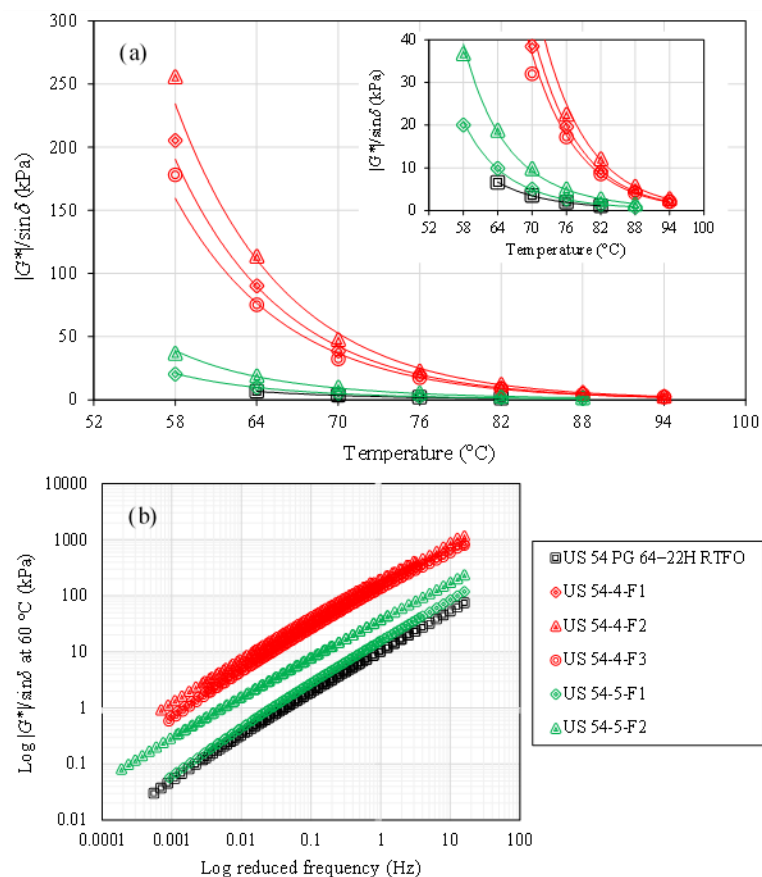 (a)
|G*|/sinδ (kPa)
300
250
200
150
100
50
0
52 58 64 70 76 82 88 94 100
Temperature (°C)
|G*|/sinδ (kPa)
40
30
20
10
0
52 58 64 70 76 82 88 94 100
Temperature (°C)
(b)
Log |G*|/sinδ at 60 °C (kPa)
10000
1000
100
10
1
0.1
0.01
0.0001 0.001 0.01 0.1 1 10 100
Log reduced frequency (Hz)
US 54 PG 64−22H RTFO
US 54-4-F1
US 54-4-F2
US 54-4-F3
US 54-5-F1
US 54-5-F2